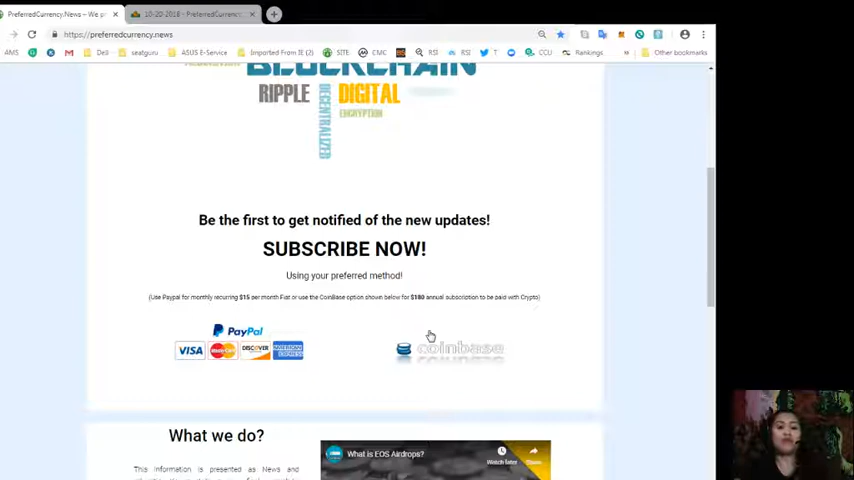 PreferredCurrency.News – We pr
10-20-2018 - PreferredCurrency.
https://preferredcurrency.news
AMS
Dell
seatguru
ASUS E-Service
Imported From IE (2)
SITE
CMC
RSI
RSI
T
CCU
Rankings
Other bookmarks
BLOCKCHAIN
RIPPLE
DIGITAL
DECENTRALIZED
ENCRYPTION
Be the first to get notified of the new updates!
SUBSCRIBE NOW!
Using your preferred method!
(Use Paypal for monthly recurring $15 per month Fiat or use the CoinBase option shown below for $180 annual subscription to be paid with Crypto)
PayPal
VISA
MasterCard
DISCOVER
AMERICAN EXPRESS
coinbase
What we do?
What is EOS Airdrops?
Watch later
Share
This Information is presented as News and